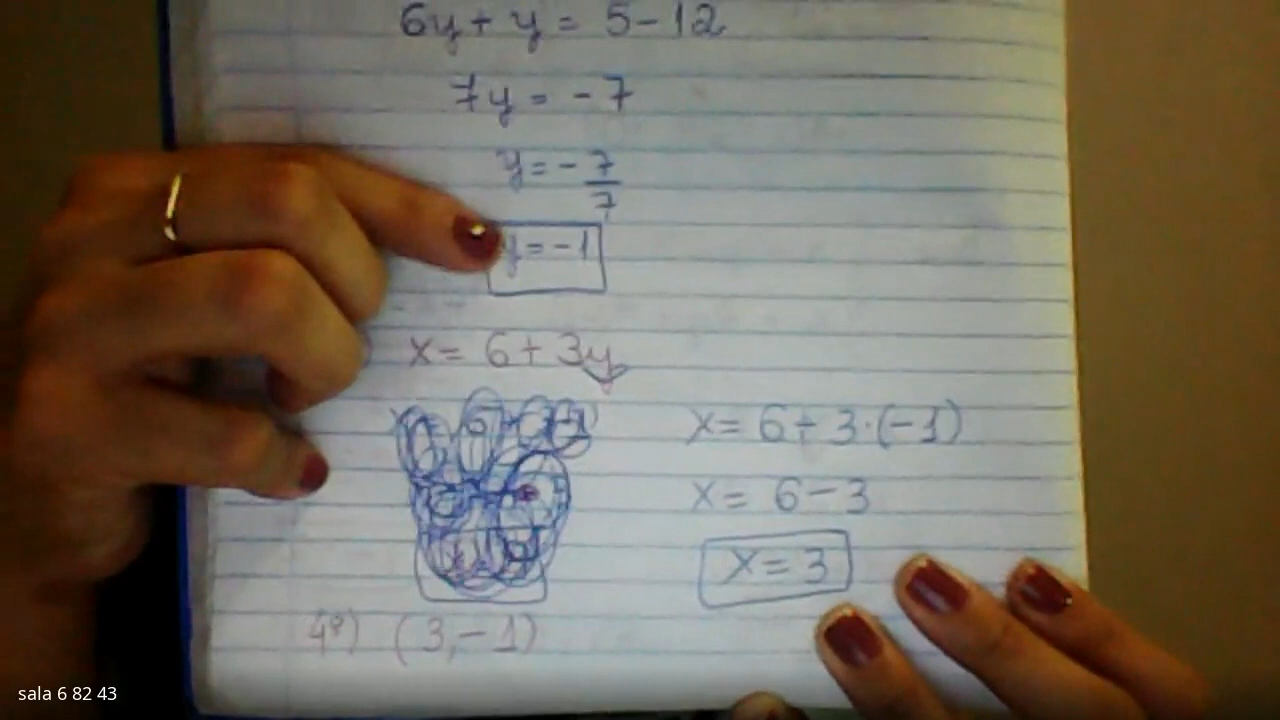 6y + y = 5 - 12
7y = - 7
y = - 7/7
y = - 1
x = 6 + 3y
x = 6 + 3·(-1)
x = 6 - 3
x = 3
4º) (3, - 1)
sala 6 82 43